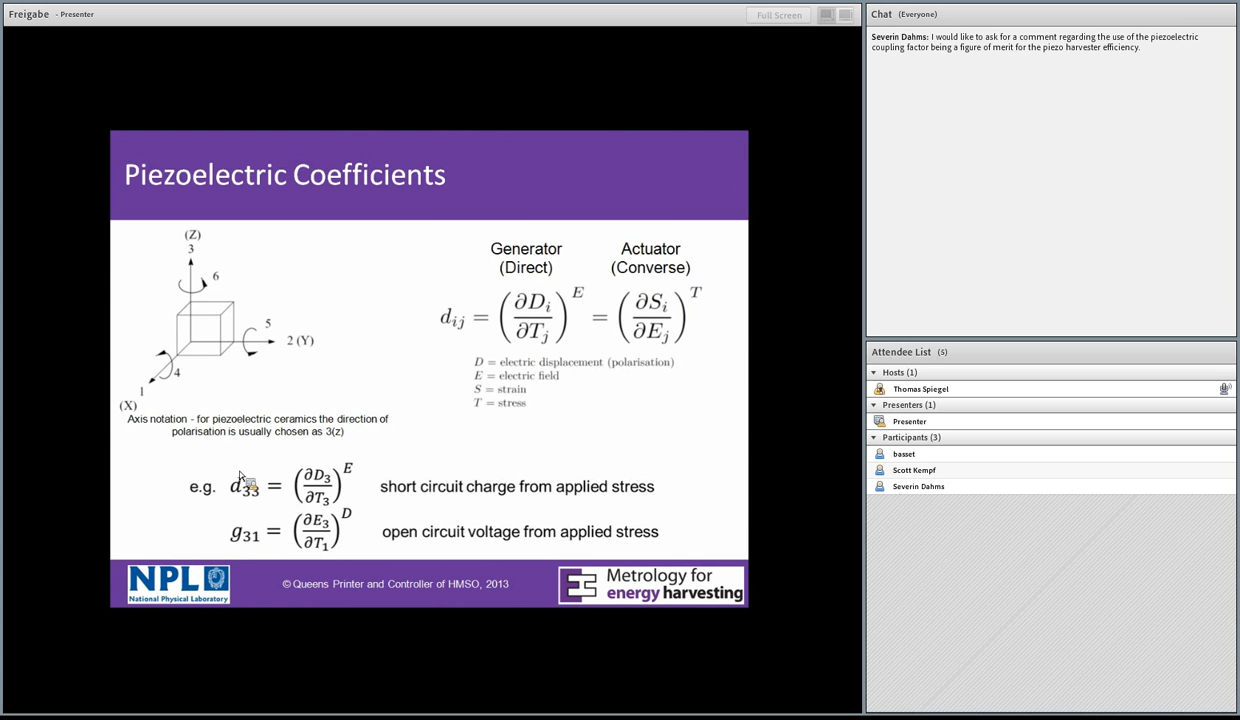 Freigabe - Presenter
Full Screen
Piezoelectric Coefficients
(Z)
3
6
5
2 (Y)
4
1
(X)
Axis notation - for piezoelectric ceramics the direction of
polarisation is usually chosen as 3(z)
Generator
(Direct)
Actuator
(Converse)
d_{ij} = (∂D_i/∂T_j)^E = (∂S_i/∂E_j)^T
D = electric displacement (polarisation)
E = electric field
S = strain
T = stress
e.g. d_{33} = (∂D_3/∂T_3)^E short circuit charge from applied stress
g_{31} = (∂E_3/∂T_1)^D open circuit voltage from applied stress
NPL
National Physical Laboratory
© Queens Printer and Controller of HMSO, 2013
Metrology for
energy harvesting
Chat (Everyone)
Severin Dahms: I would like to ask for a comment regarding the use of the piezoelectric
coupling factor being a figure of merit for the piezo harvester efficiency.
Attendee List (5)
Hosts (1)
Thomas Spiegel
Presenters (1)
Presenter
Participants (3)
basset
Scott Kempf
Severin Dahms